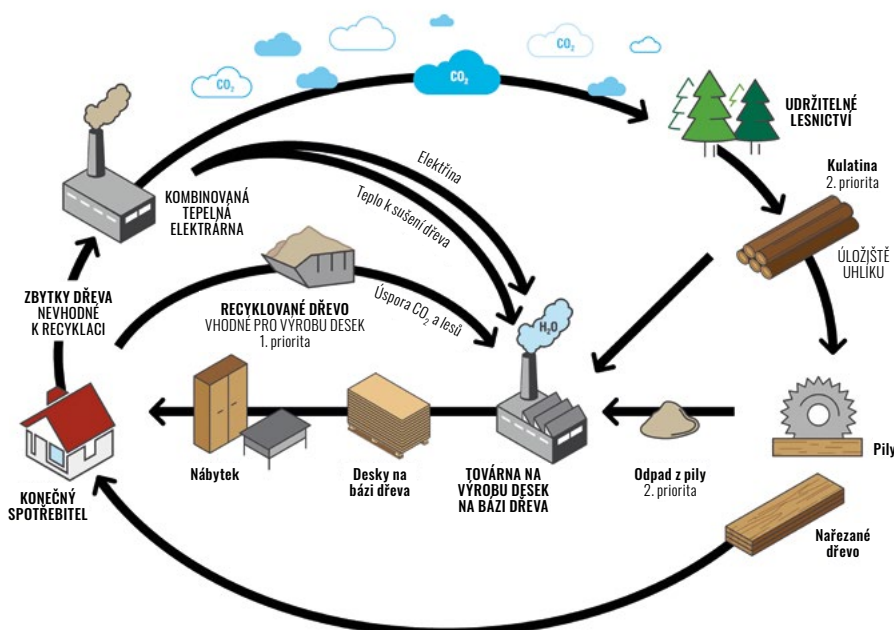 CO₂
CO₂
CO₂
UDRŽITELNÉ
LESNICTVÍ
Kulatina
2. priorita
ÚLOŽIŠTĚ
UHLÍKU
Elektřina
Teplo k sušení dřeva
KOMBINOVANÁ
TEPELNÁ
ELEKTRÁRNA
ZBYTKY DŘEVA
NEVHODNÉ
K RECYKLACI
RECYKLOVANÉ DŘEVO
VHODNÉ PRO VÝROBU DESEK
1. priorita
Úspora CO₂ a lesů
H₂O
Pily
Nábytek
Desky na
bázi dřeva
TOVÁRNA NA
VÝROBU DESEK
NA BÁZI DŘEVA
Odpad z pily
2. priorita
KONEČNÝ
SPOTŘEBITEL
Nařezané
dřevo